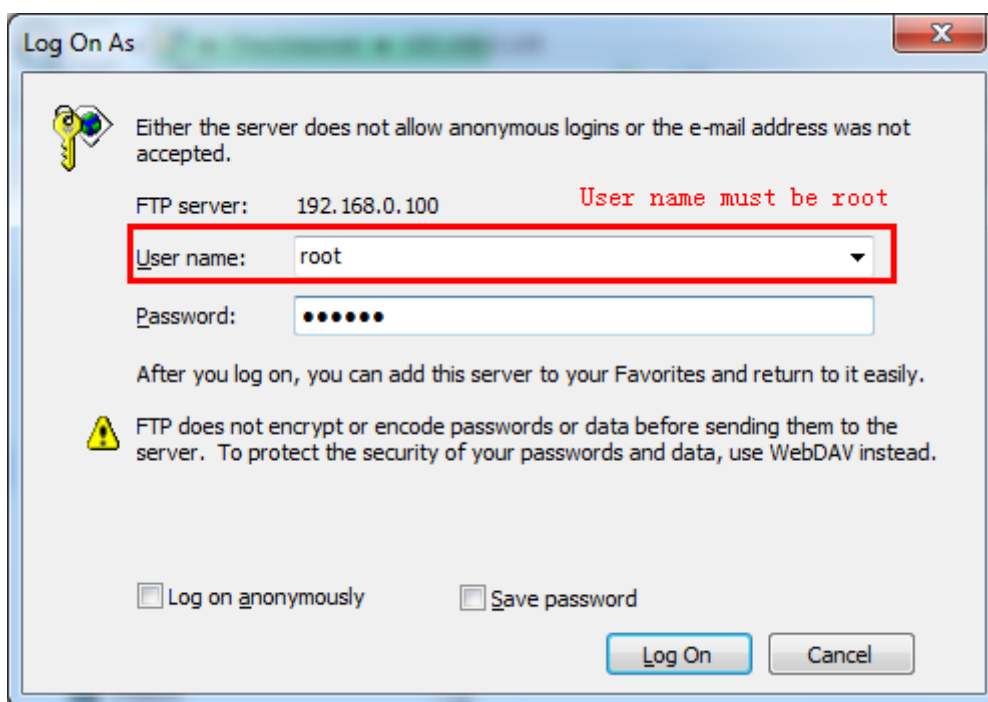 Log On As
Either the server does not allow anonymous logins or the e-mail address was not
accepted.
FTP server: 192.168.0.100 User name must be root
User name: root
Password: ●●●●●●
After you log on, you can add this server to your Favorites and return to it easily.
FTP does not encrypt or encode passwords or data before sending them to the
server. To protect the security of your passwords and data, use WebDAV instead.
Log on anonymously Save password
Log On Cancel